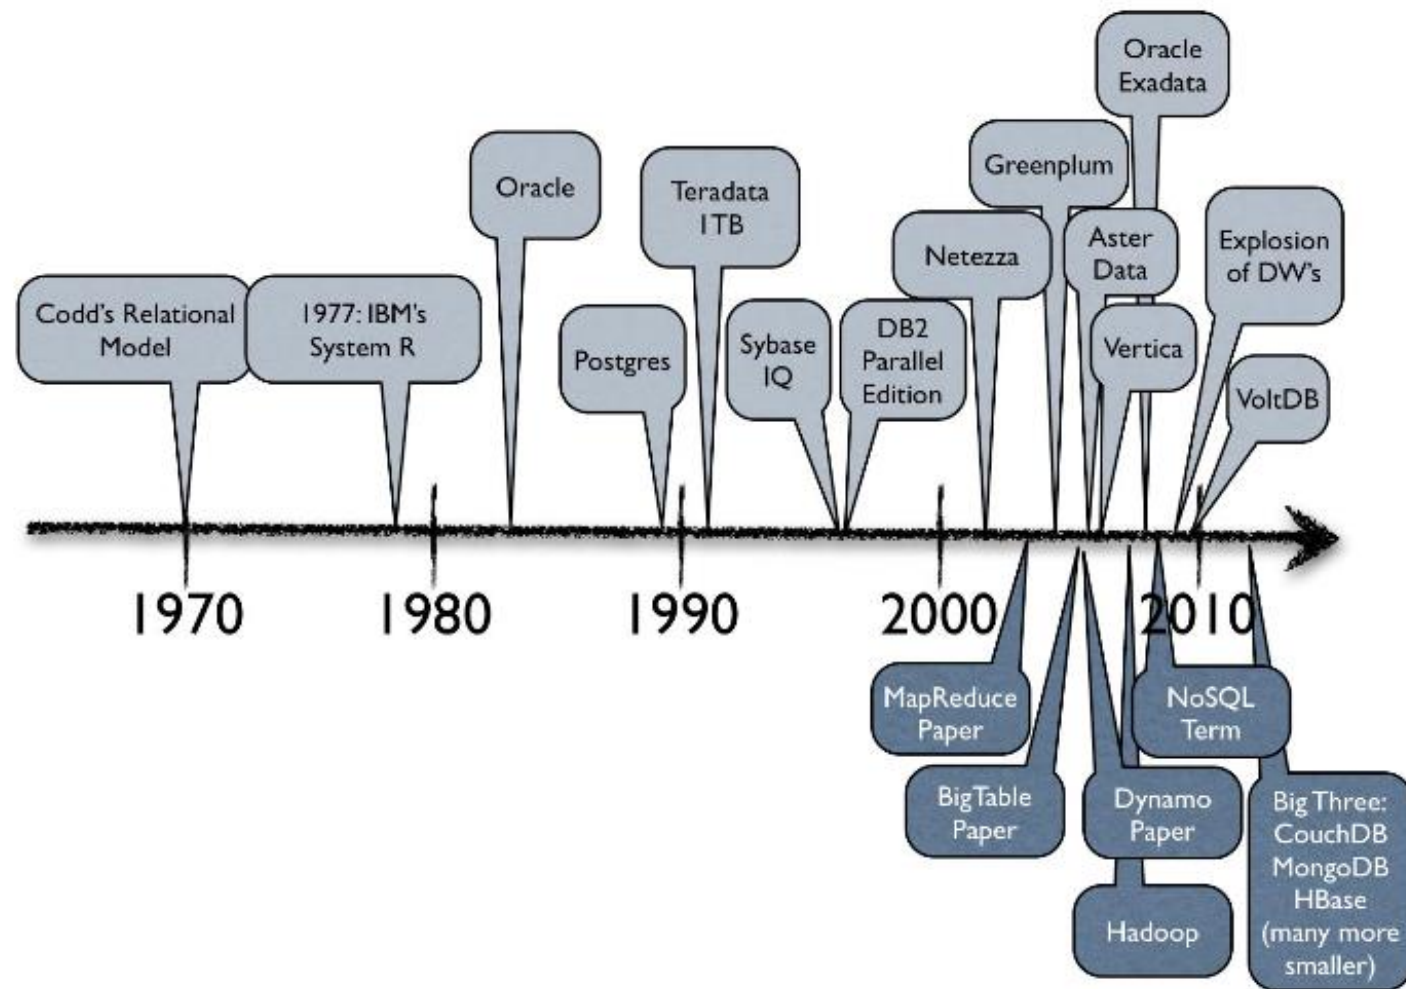 Oracle
Exadata
Oracle
Teradata
1TB
Greenplum
Netezza
Aster
Data
Explosion
of DW's
Codd's Relational
Model
1977: IBM's
System R
Postgres
Sybase
IQ
DB2
Parallel
Edition
Vertica
VoltDB
1970
1980
1990
2000
2010
MapReduce
Paper
NoSQL
Term
BigTable
Paper
Dynamo
Paper
Hadoop
Big Three:
CouchDB
MongoDB
HBase
(many more
smaller)